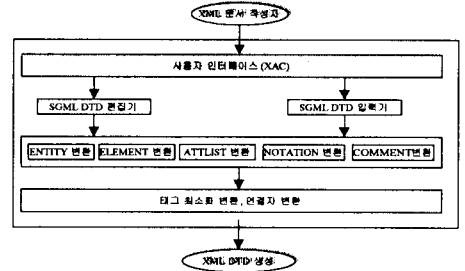 XML 문서 작성자
사용자 인터페이스 (XAC)
SGML DTD 편집기
SGML DTD 입력기
ENTITY 변환
ELEMENT 변환
ATTLIST 변환
NOTATION 변환
COMMENT변환
태그 최소화 변환, 연결자 변환
XML DTD 생성